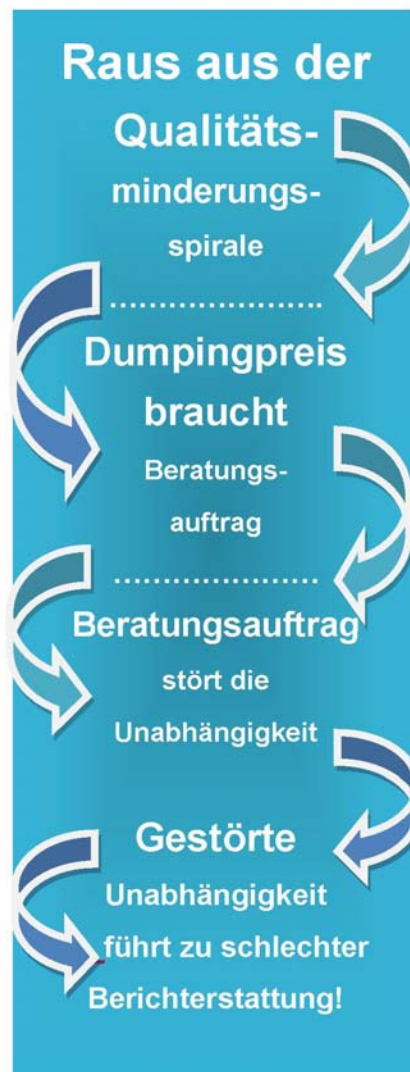 Raus aus der
Qualitäts-
minderungs-
spirale
......................
Dumpingpreis
braucht
Beratungs-
auftrag
.....................
Beratungsauftrag
stört die
Unabhängigkeit
Gestörte
Unabhängigkeit
führt zu schlechter
Berichterstattung!